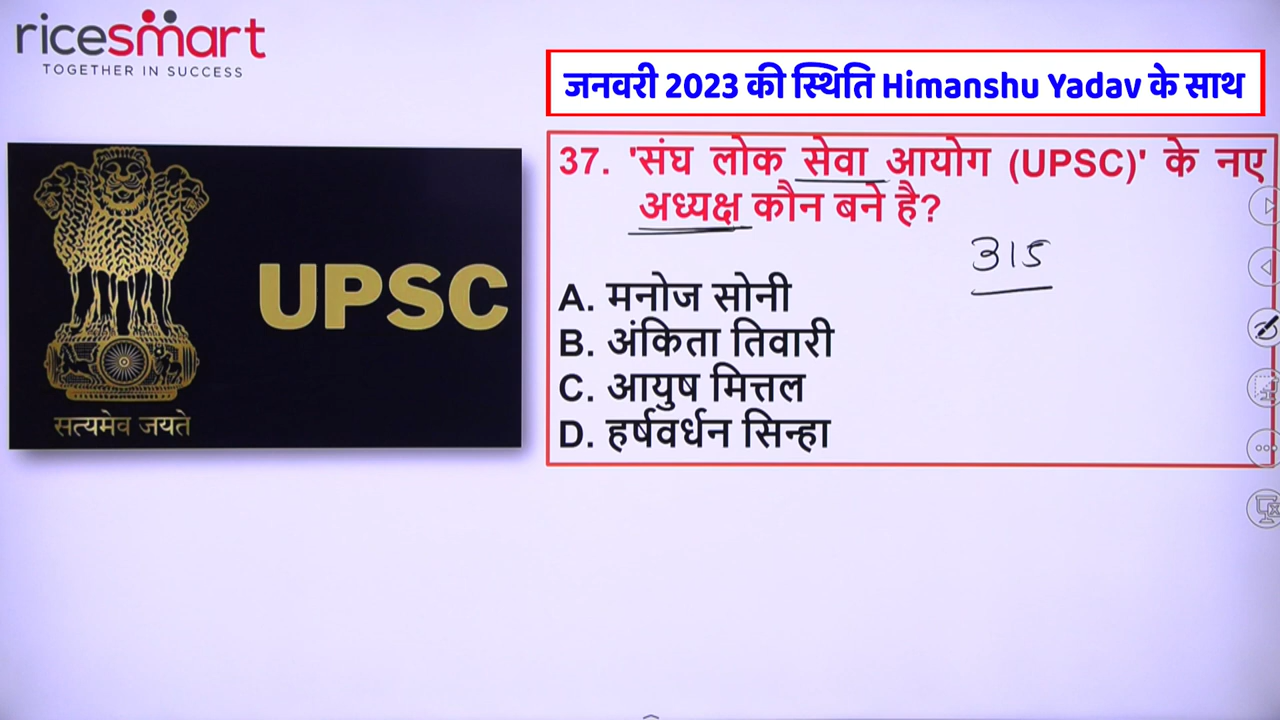 ricesmart
TOGETHER IN SUCCESS
जनवरी 2023 की स्थिति Himanshu Yadav के साथ
सत्यमेव जयते
UPSC
37. 'संघ लोक सेवा आयोग (UPSC)' के नए
अध्यक्ष कौन बने है?
315
A. मनोज सोनी
B. अंकिता तिवारी
C. आयुष मित्तल
D. हर्षवर्धन सिन्हा